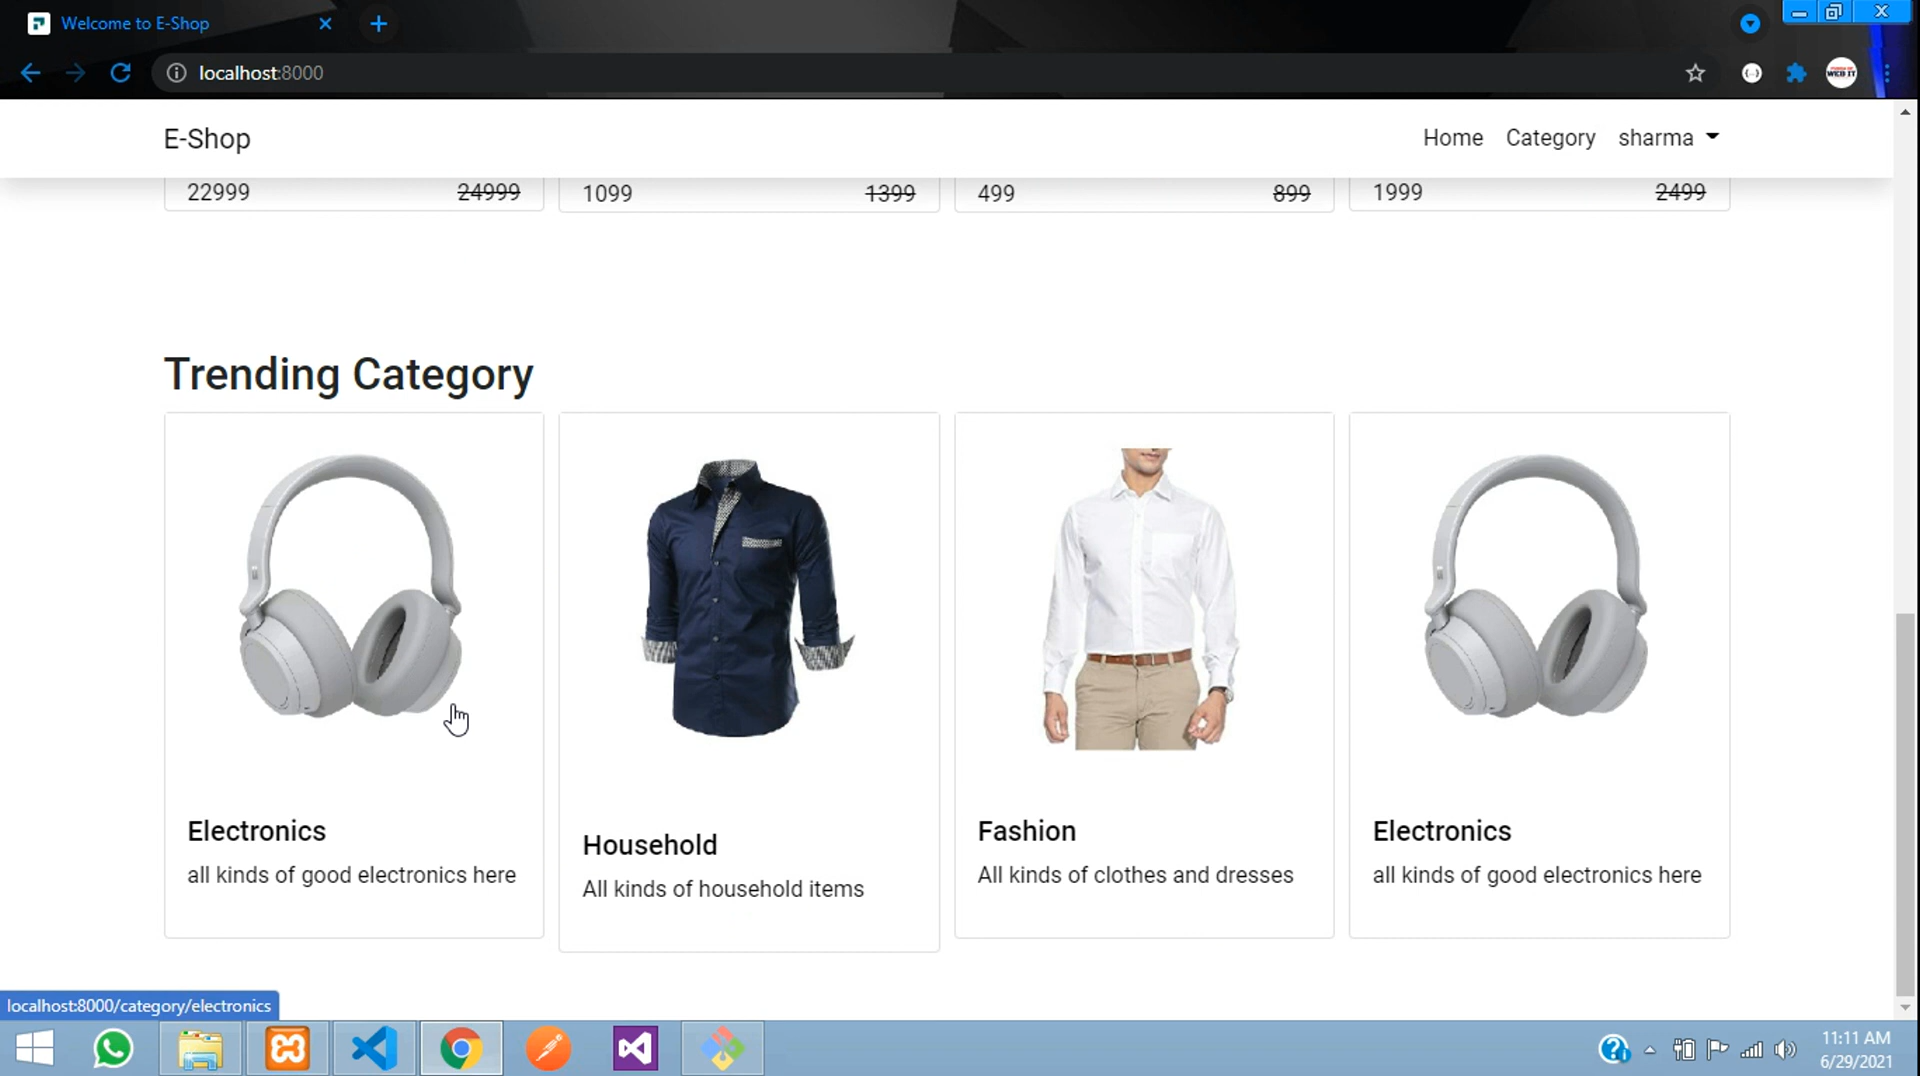 Welcome to E-Shop
localhost:8000
WEB IT
E-Shop
Home Category sharma
22999 24999 1099 1399 499 899 1999 2499
Trending Category
Electronics
all kinds of good electronics here
Household
All kinds of household items
Fashion
All kinds of clothes and dresses
Electronics
all kinds of good electronics here
localhost:8000/category/electronics
11:11 AM
6/29/2021